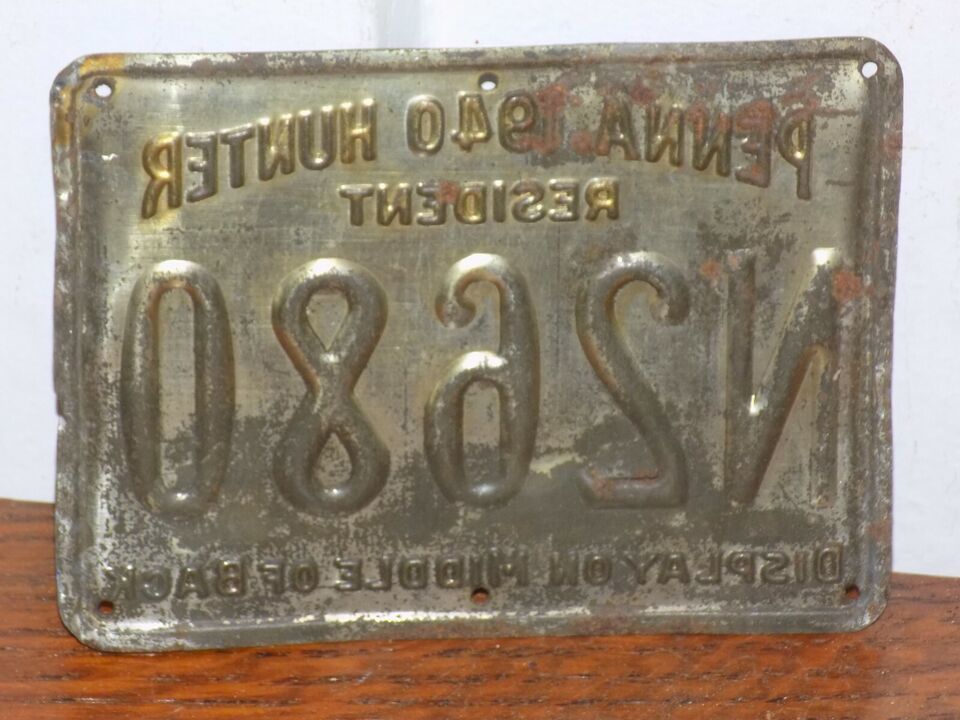 PENNA. 1940 HUNTER
RESIDENT
N2680
DISPLAY ON MIDDLE OF BACK